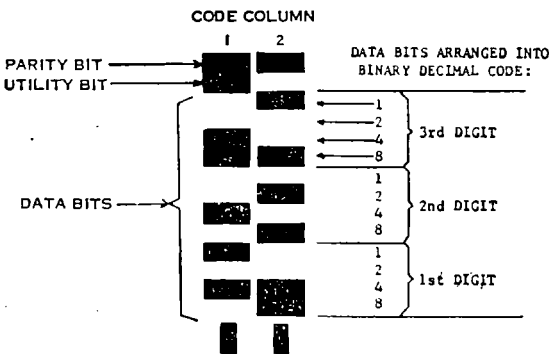 CODE COLUMN
1 2
DATA BITS ARRANGED INTO
BINARY DECIMAL CODE:
PARITY BIT
UTILITY BIT
1
2
4
8
3rd DIGIT
DATA BITS
1
2
4
8
2nd DIGIT
1
2
4
8
1st DIGIT